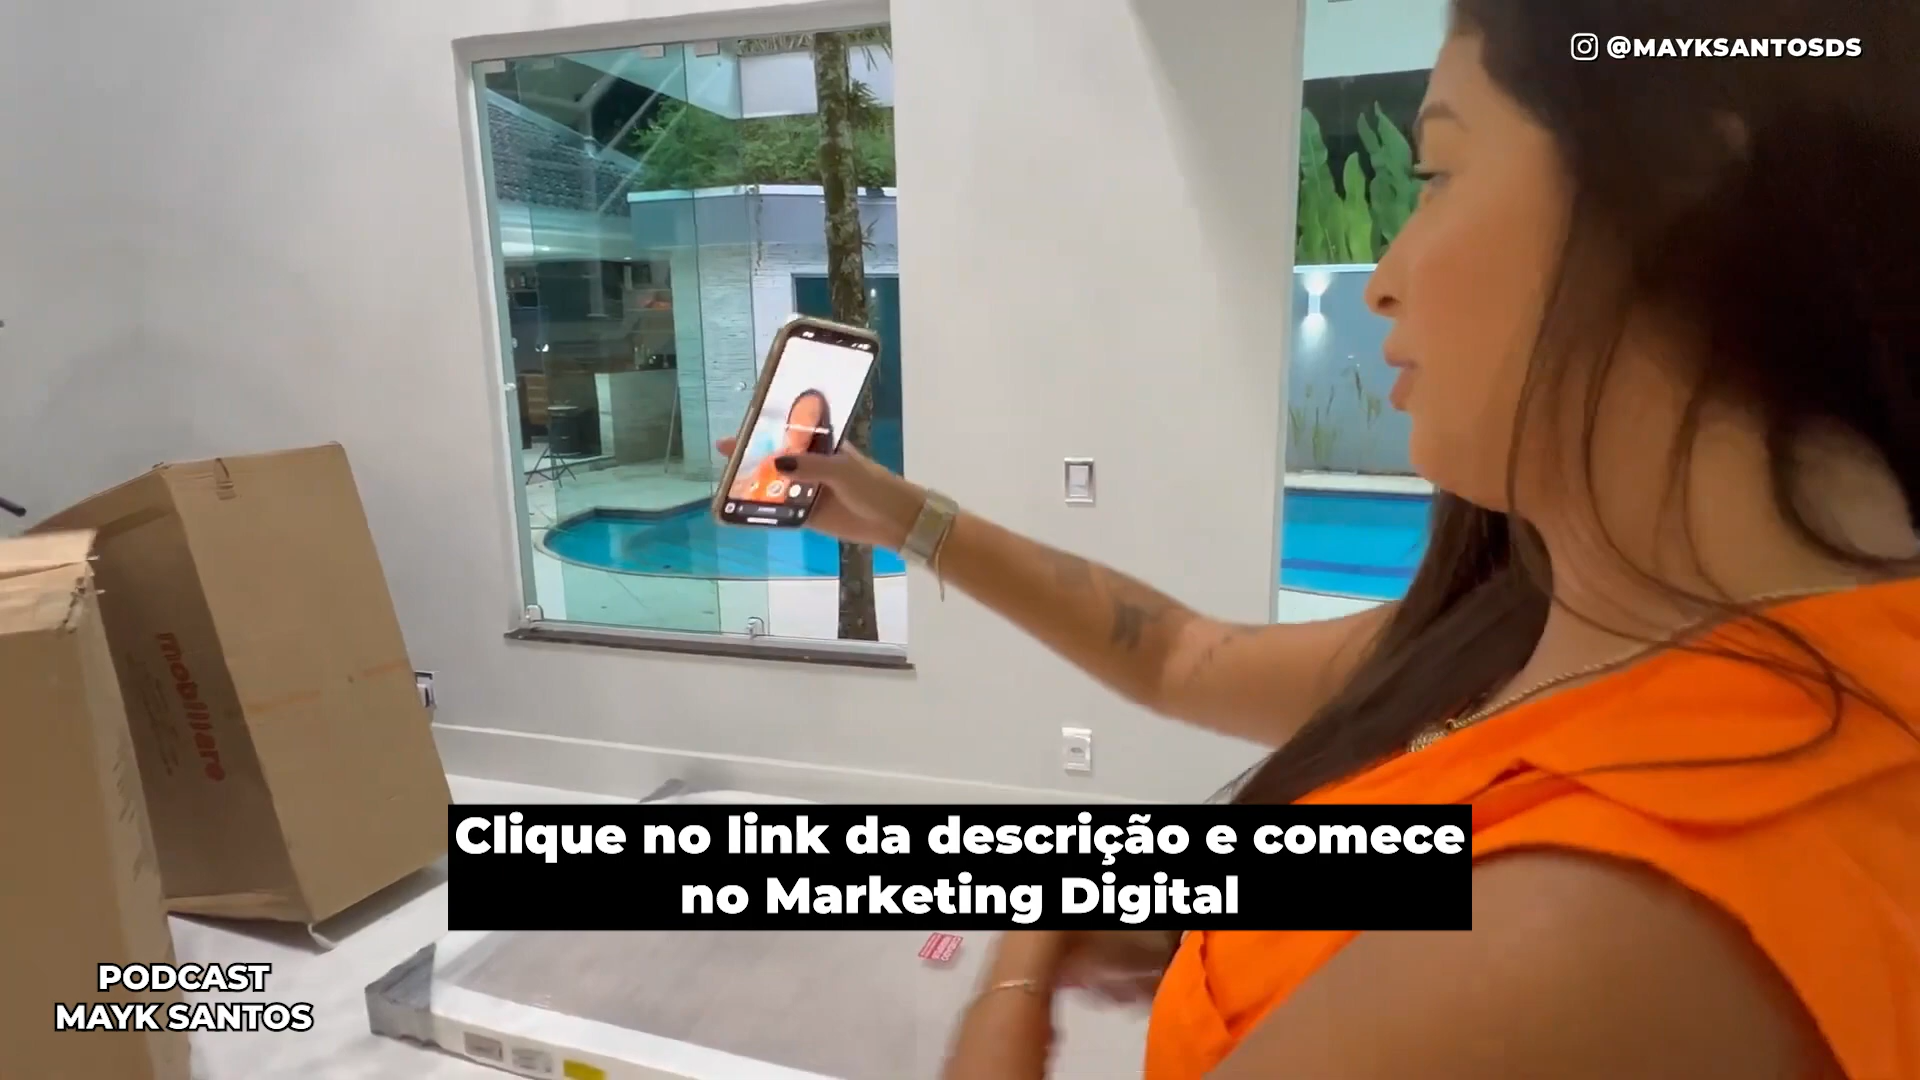 @MAYKSANTOSDS
mobiliare
Clique no link da descrição e comece
no Marketing Digital
PODCAST
MAYK SANTOS